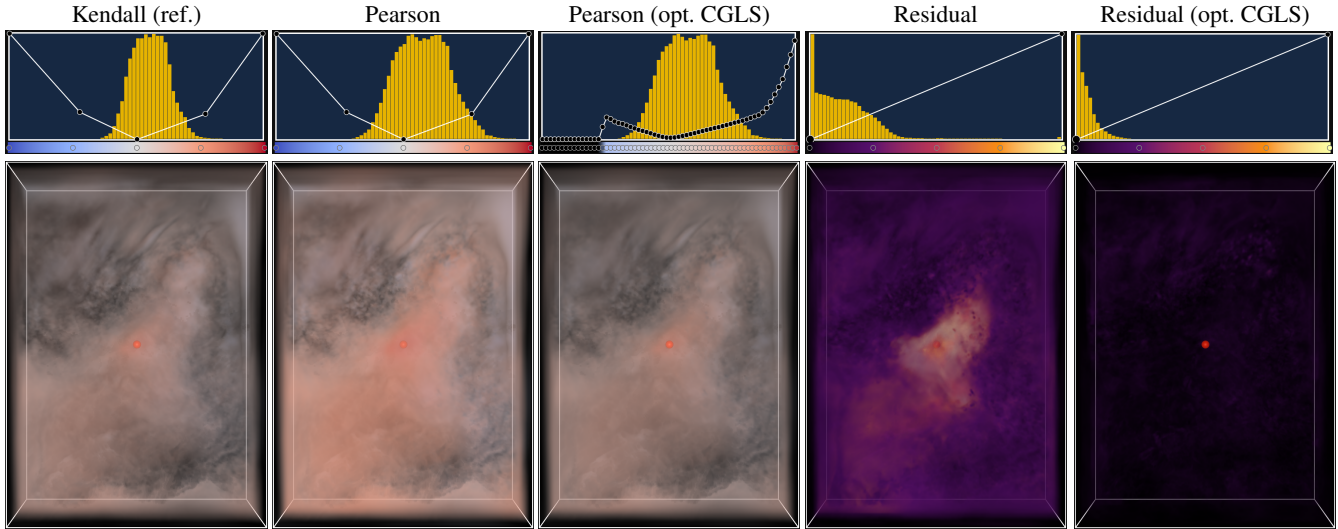 Kendall (ref.)
Pearson
Pearson (opt. CGLS)
Residual
Residual (opt. CGLS)